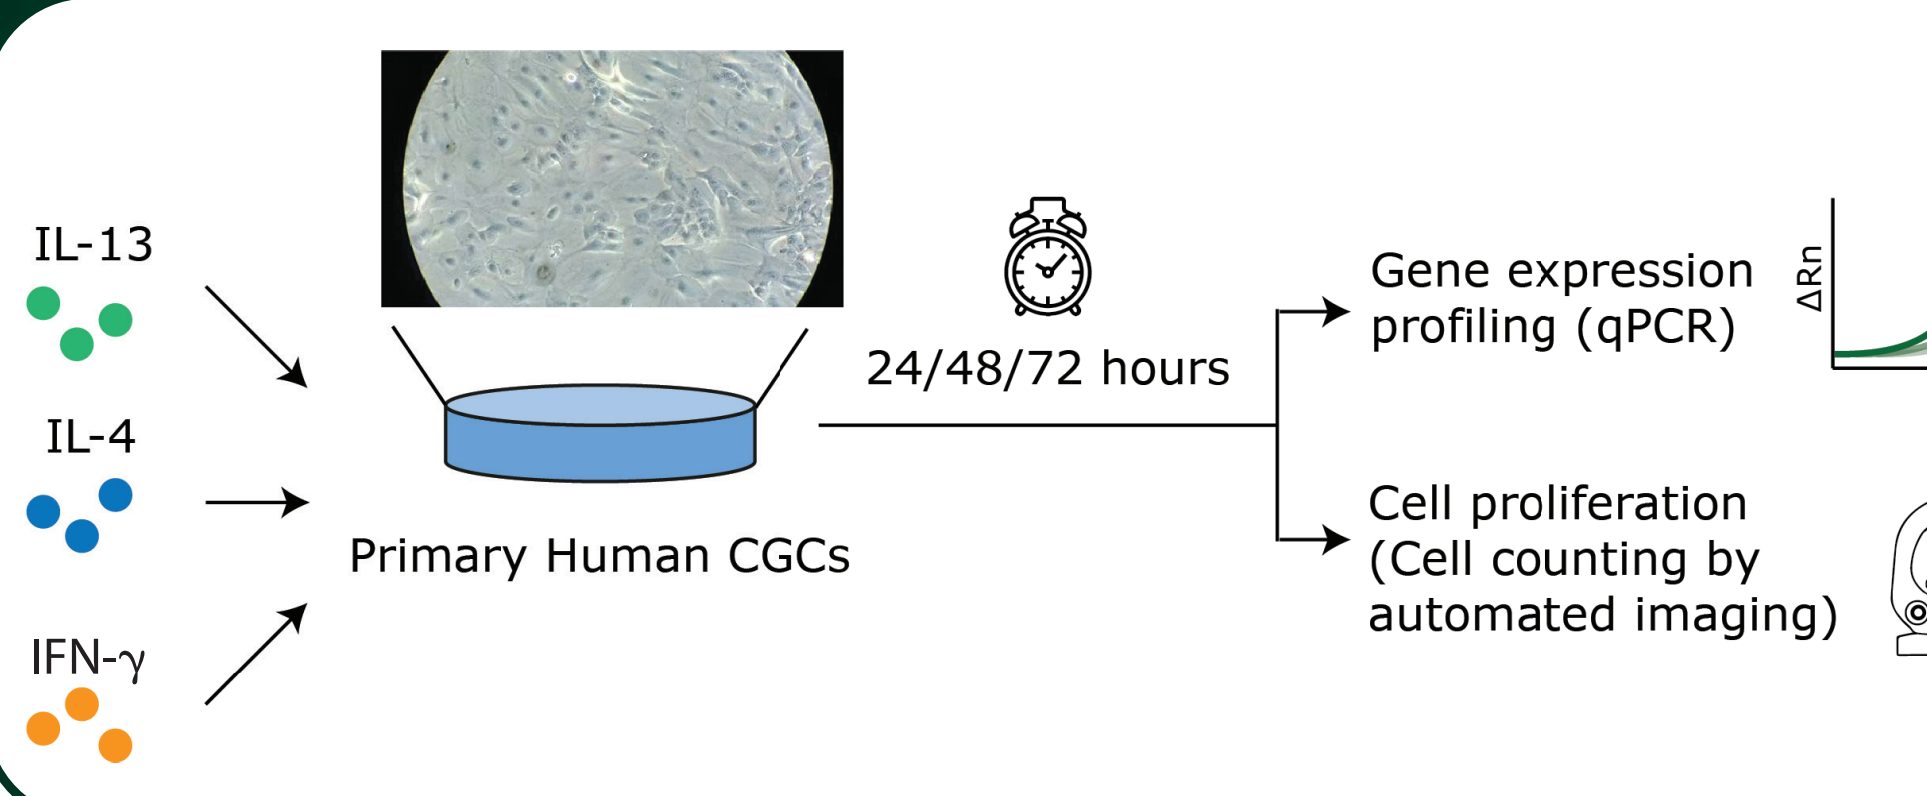 IL-13
IL-4
IFN-γ
Primary Human CGCs
24/48/72 hours
Gene expression
profiling (qPCR)
ΔRn
Cell proliferation
(Cell counting by
automated imaging)